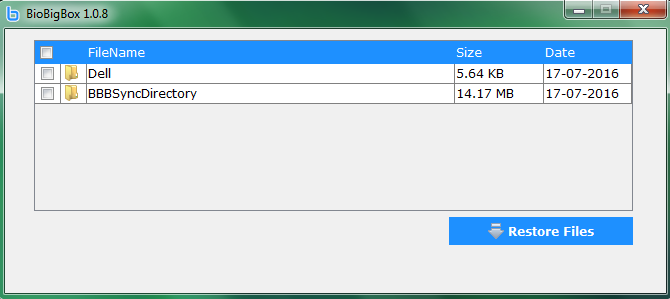 BioBigBox 1.0.8
FileName Size Date
Dell 5.64 KB 17-07-2016
BBBSyncDirectory 14.17 MB 17-07-2016
Restore Files